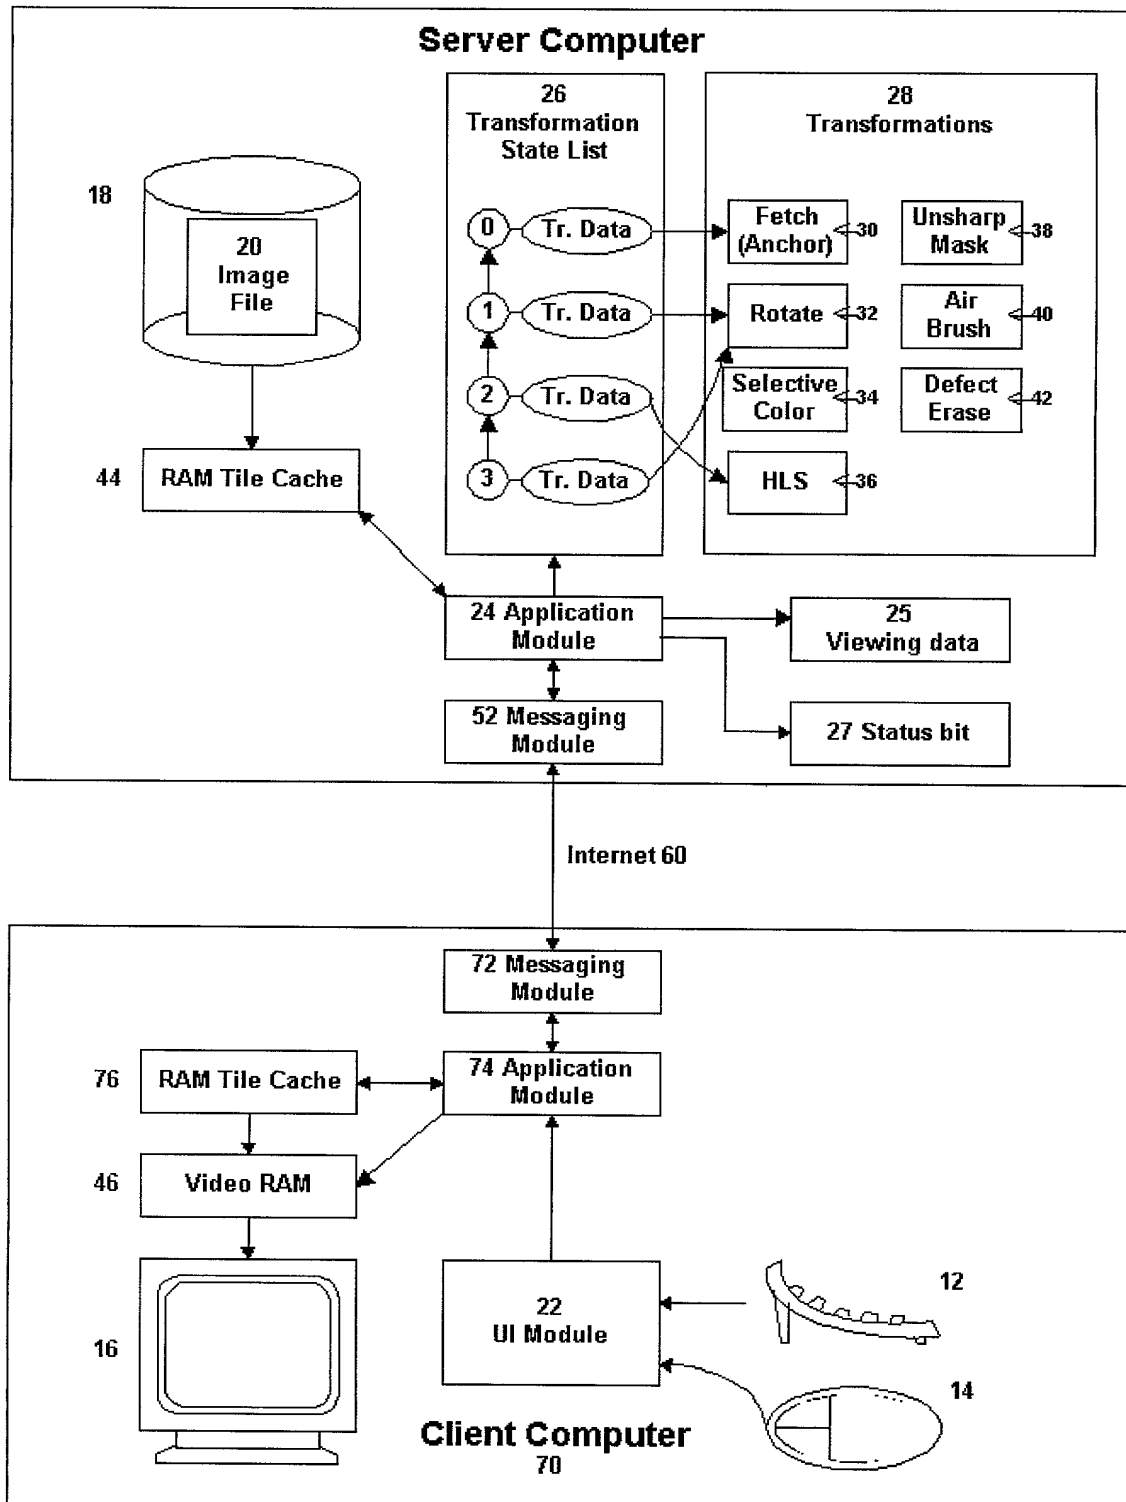 Server Computer
26
Transformation
State List
28
Transformations
18
20
Image
File
0
Tr. Data
Fetch
(Anchor)
30
Unsharp
Mask
38
1
Tr. Data
Rotate
32
Air
Brush
40
2
Tr. Data
Selective
Color
34
Defect
Erase
42
3
Tr. Data
HLS
36
44
RAM Tile Cache
24 Application
Module
25
Viewing data
52 Messaging
Module
27 Status bit
Internet 60
72 Messaging
Module
76
RAM Tile Cache
74 Application
Module
46
Video RAM
16
22
UI Module
12
14
Client Computer
70